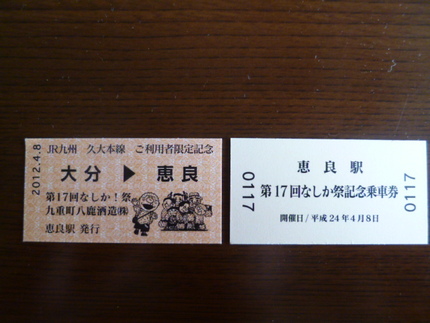 2012.4.8
JR九州 久大本線 ご利用者限定記念
大分 ▶ 恵良
第17回なしか!祭
九重町八鹿酒造㈱
恵良駅 発行
0117
恵良駅
第17回なしか祭記念乗車券
開催日/平成24年4月8日
0117